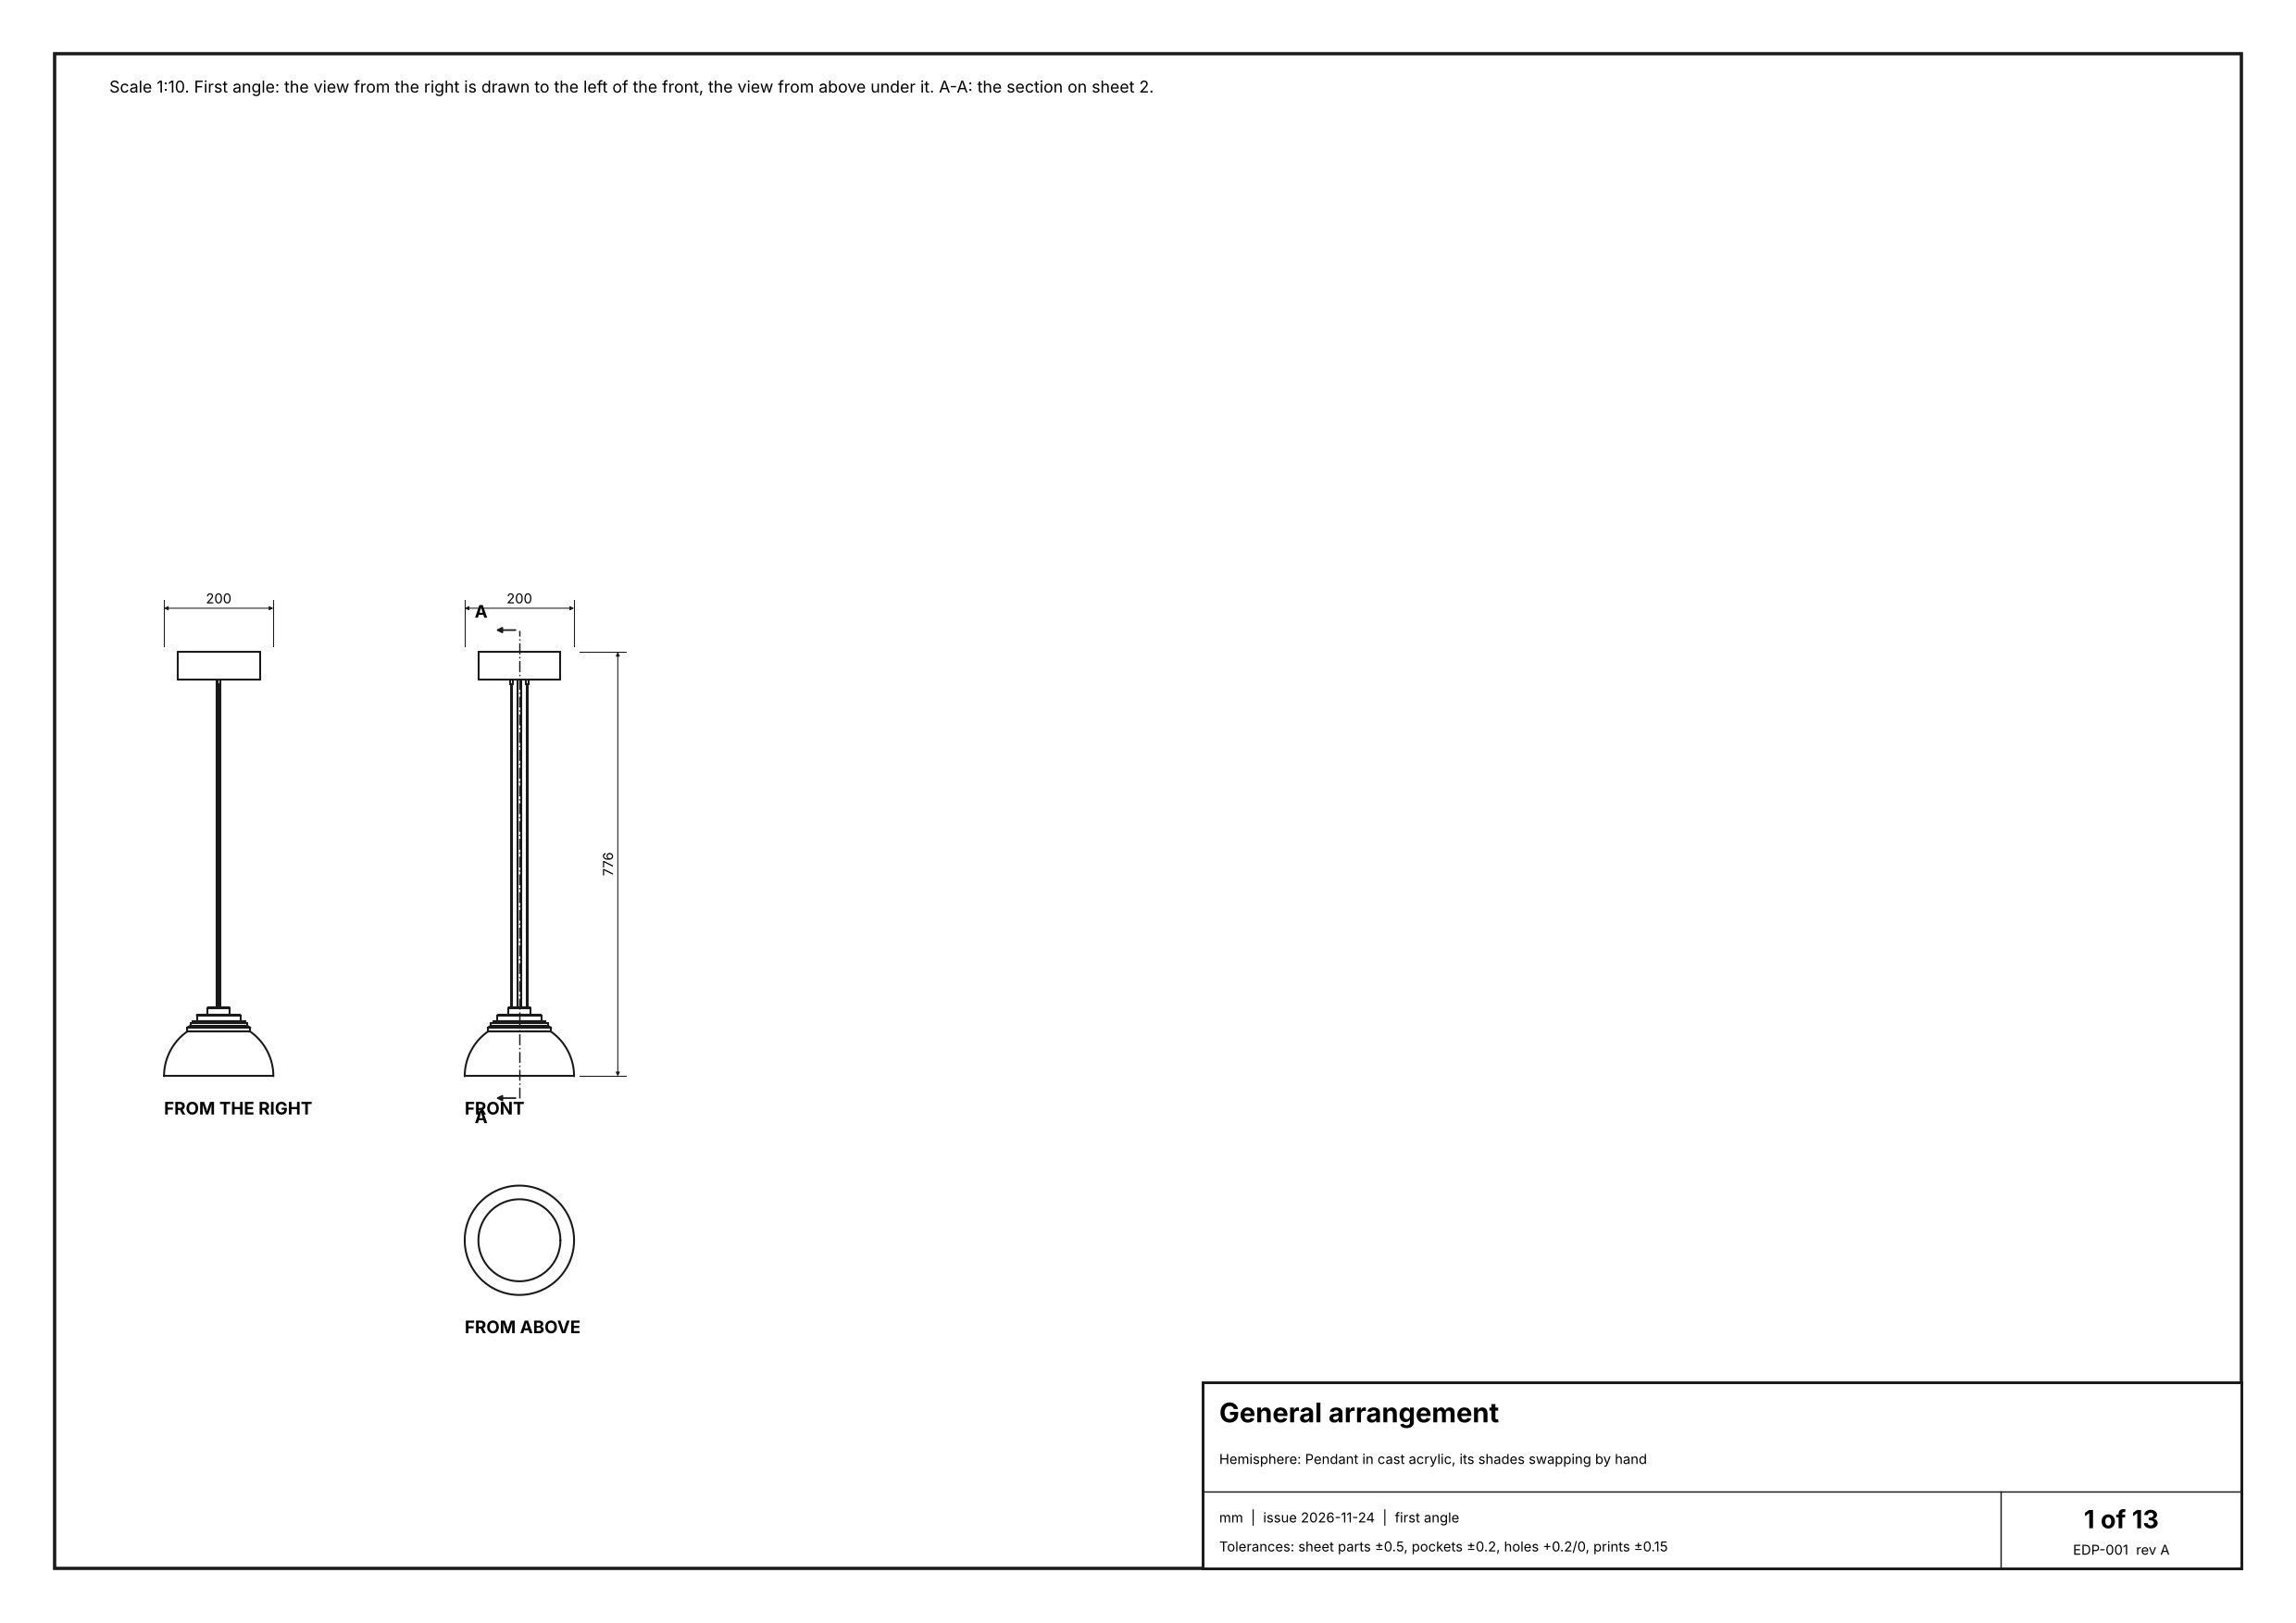 Scale 1:10. First angle: the view from the right is drawn to the left of the front, the view from above under it. A-A: the section on sheet 2.
200
200
A
776
FROM THE RIGHT
FRONT
A
FROM ABOVE
General arrangement
Hemisphere: Pendant in cast acrylic, its shades swapping by hand
mm | issue 2026-11-24 | first angle
Tolerances: sheet parts ±0.5, pockets ±0.2, holes +0.2/0, prints ±0.15
1 of 13
EDP-001 rev A